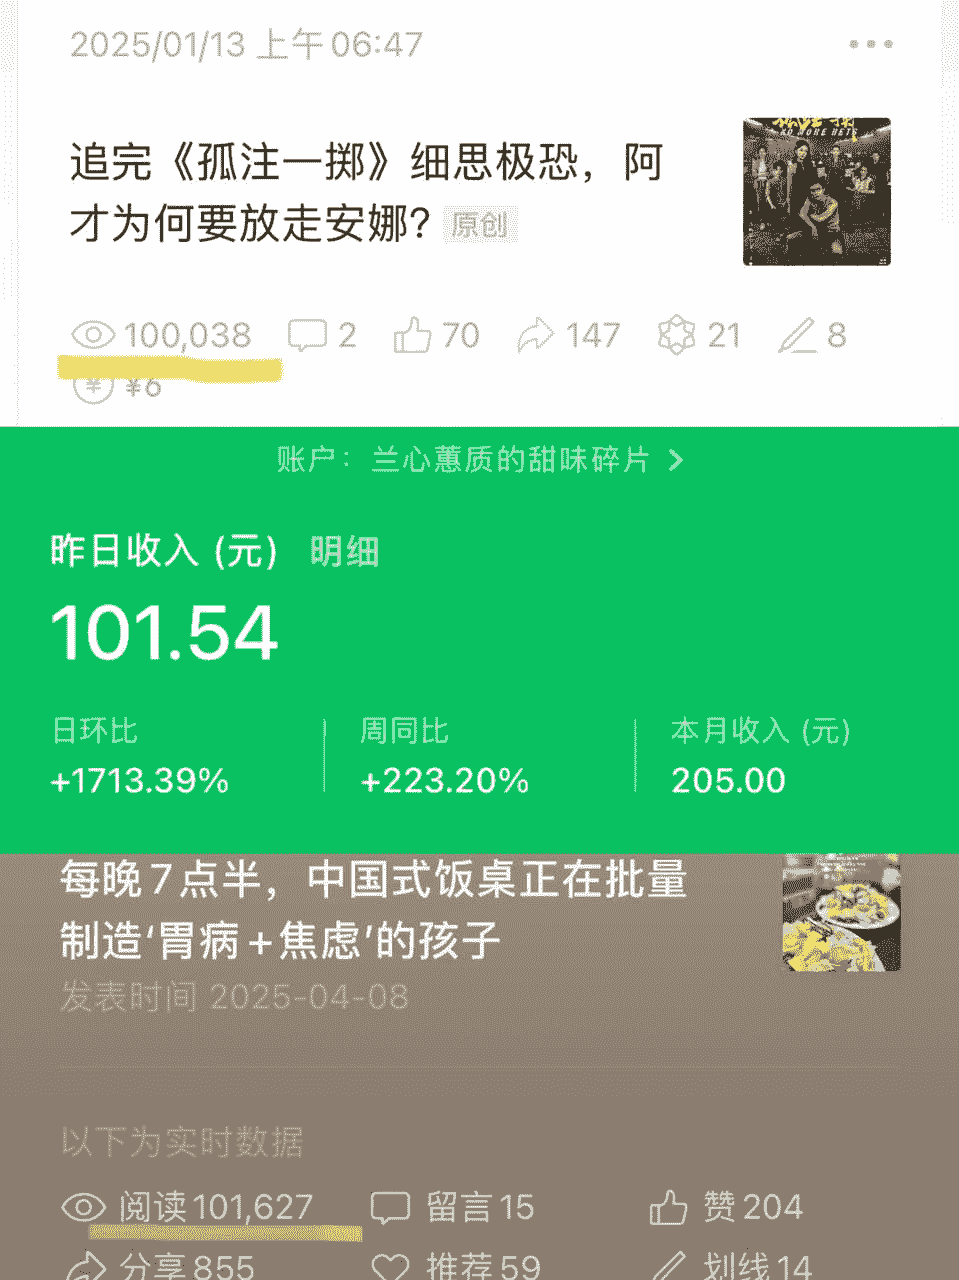 2025/01/13 上午06:47
追完《孤注一掷》细思极恐，阿
才为何要放走安娜？ 原创
NO MORE BETS
100,038 2 70 147 21 8
¥6
账户：兰心蕙质的甜味碎片 >
昨日收入 (元) 明细
101.54
日环比 周同比 本月收入 (元)
+1713.39% +223.20% 205.00
每晚7点半，中国式饭桌正在批量
制造‘胃病+焦虑’的孩子
发表时间 2025-04-08
以下为实时数据
阅读101,627 留言15 赞204
分享855 推荐59 划线14